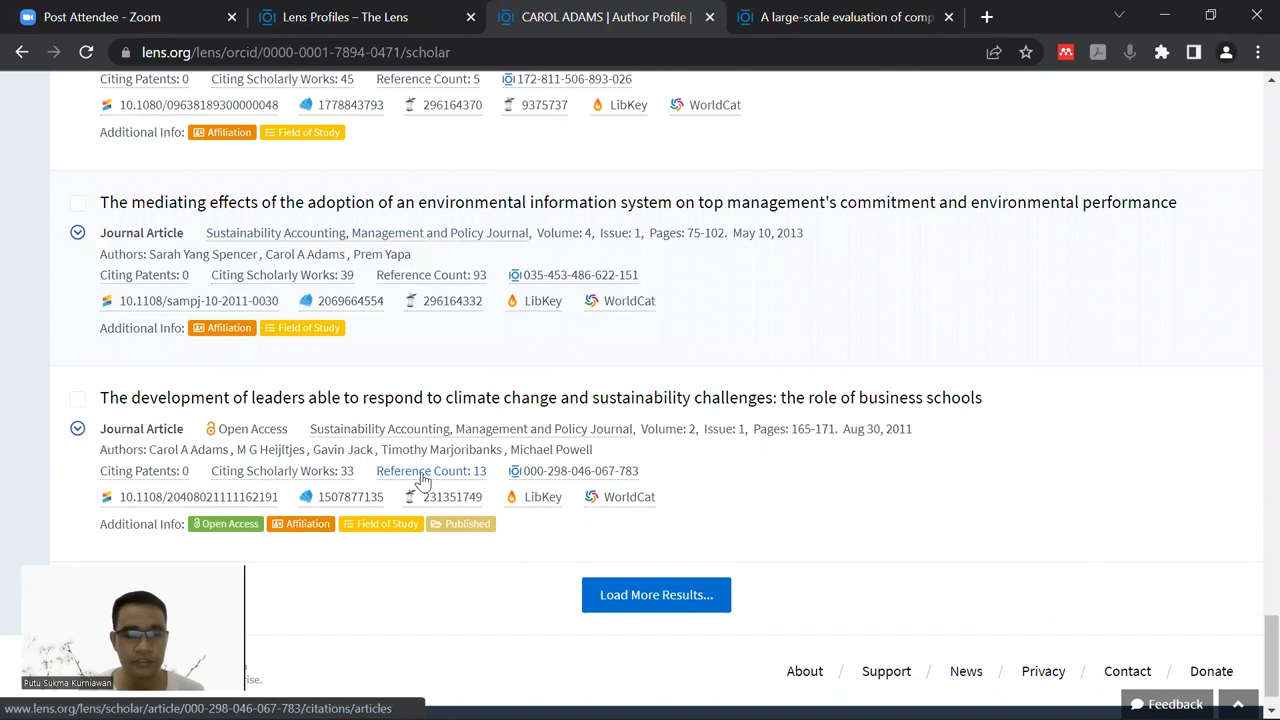 Post Attendee - Zoom
Lens Profiles – The Lens
CAROL ADAMS | Author Profile |
A large-scale evaluation of comp
lens.org/lens/orcid/0000-0001-7894-0471/scholar
Citing Patents: 0 Citing Scholarly Works: 45 Reference Count: 5 172-811-506-893-026
10.1080/09638189300000048 1778843793 296164370 9375737 LibKey WorldCat
Additional Info: Affiliation Field of Study
The mediating effects of the adoption of an environmental information system on top management's commitment and environmental performance
Journal Article Sustainability Accounting, Management and Policy Journal, Volume: 4, Issue: 1, Pages: 75-102. May 10, 2013
Authors: Sarah Yang Spencer, Carol A Adams, Prem Yapa
Citing Patents: 0 Citing Scholarly Works: 39 Reference Count: 93 035-453-486-622-151
10.1108/sampj-10-2011-0030 2069664554 296164332 LibKey WorldCat
Additional Info: Affiliation Field of Study
The development of leaders able to respond to climate change and sustainability challenges: the role of business schools
Journal Article Open Access Sustainability Accounting, Management and Policy Journal, Volume: 2, Issue: 1, Pages: 165-171. Aug 30, 2011
Authors: Carol A Adams, M G Heijltjes, Gavin Jack, Timothy Marjoribanks, Michael Powell
Citing Patents: 0 Citing Scholarly Works: 33 Reference Count: 13 000-298-046-067-783
10.1108/20408021111162191 1507877135 231351749 LibKey WorldCat
Additional Info: Open Access Affiliation Field of Study Published
Load More Results...
About / Support / News / Privacy / Contact / Donate
Putu Sukma Kurniawan
Feedback
www.lens.org/lens/scholar/article/000-298-046-067-783/citations/articles